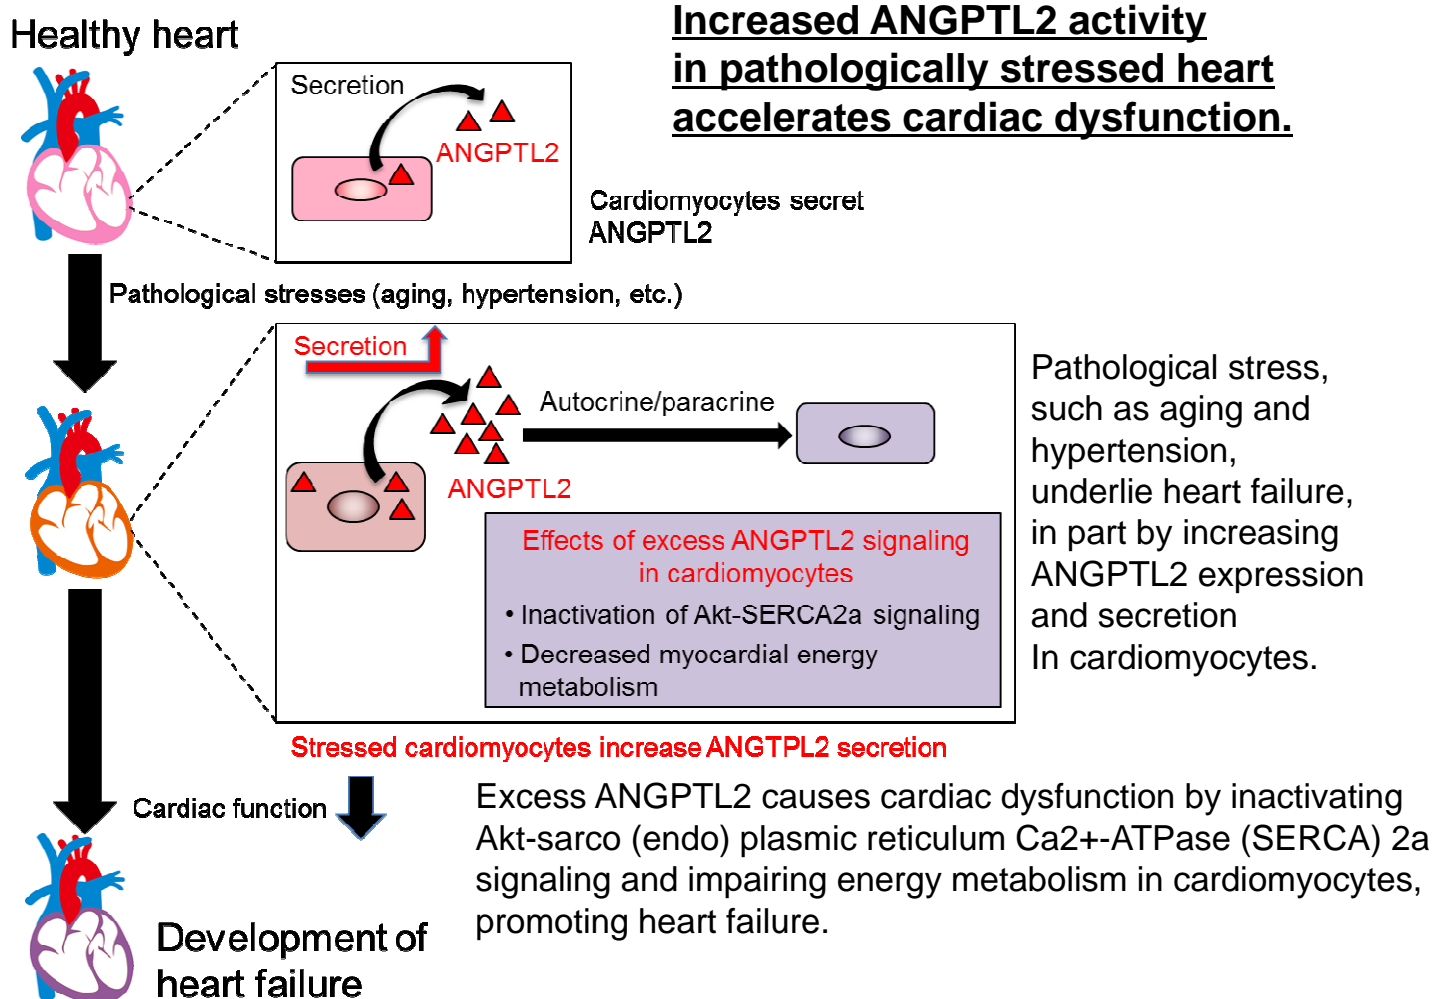 Healthy heart
Increased ANGPTL2 activity
in pathologically stressed heart
accelerates cardiac dysfunction.
Secretion
ANGPTL2
Cardiomyocytes secret
ANGPTL2
Pathological stresses (aging, hypertension, etc.)
Secretion
Autocrine/paracrine
ANGPTL2
Effects of excess ANGPTL2 signaling
in cardiomyocytes
• Inactivation of Akt-SERCA2a signaling
• Decreased myocardial energy
metabolism
Pathological stress,
such as aging and
hypertension,
underlie heart failure,
in part by increasing
ANGPTL2 expression
and secretion
In cardiomyocytes.
Stressed cardiomyocytes increase ANGTPL2 secretion
Cardiac function
Excess ANGPTL2 causes cardiac dysfunction by inactivating
Akt-sarco (endo) plasmic reticulum Ca2+-ATPase (SERCA) 2a
signaling and impairing energy metabolism in cardiomyocytes,
promoting heart failure.
Development of
heart failure